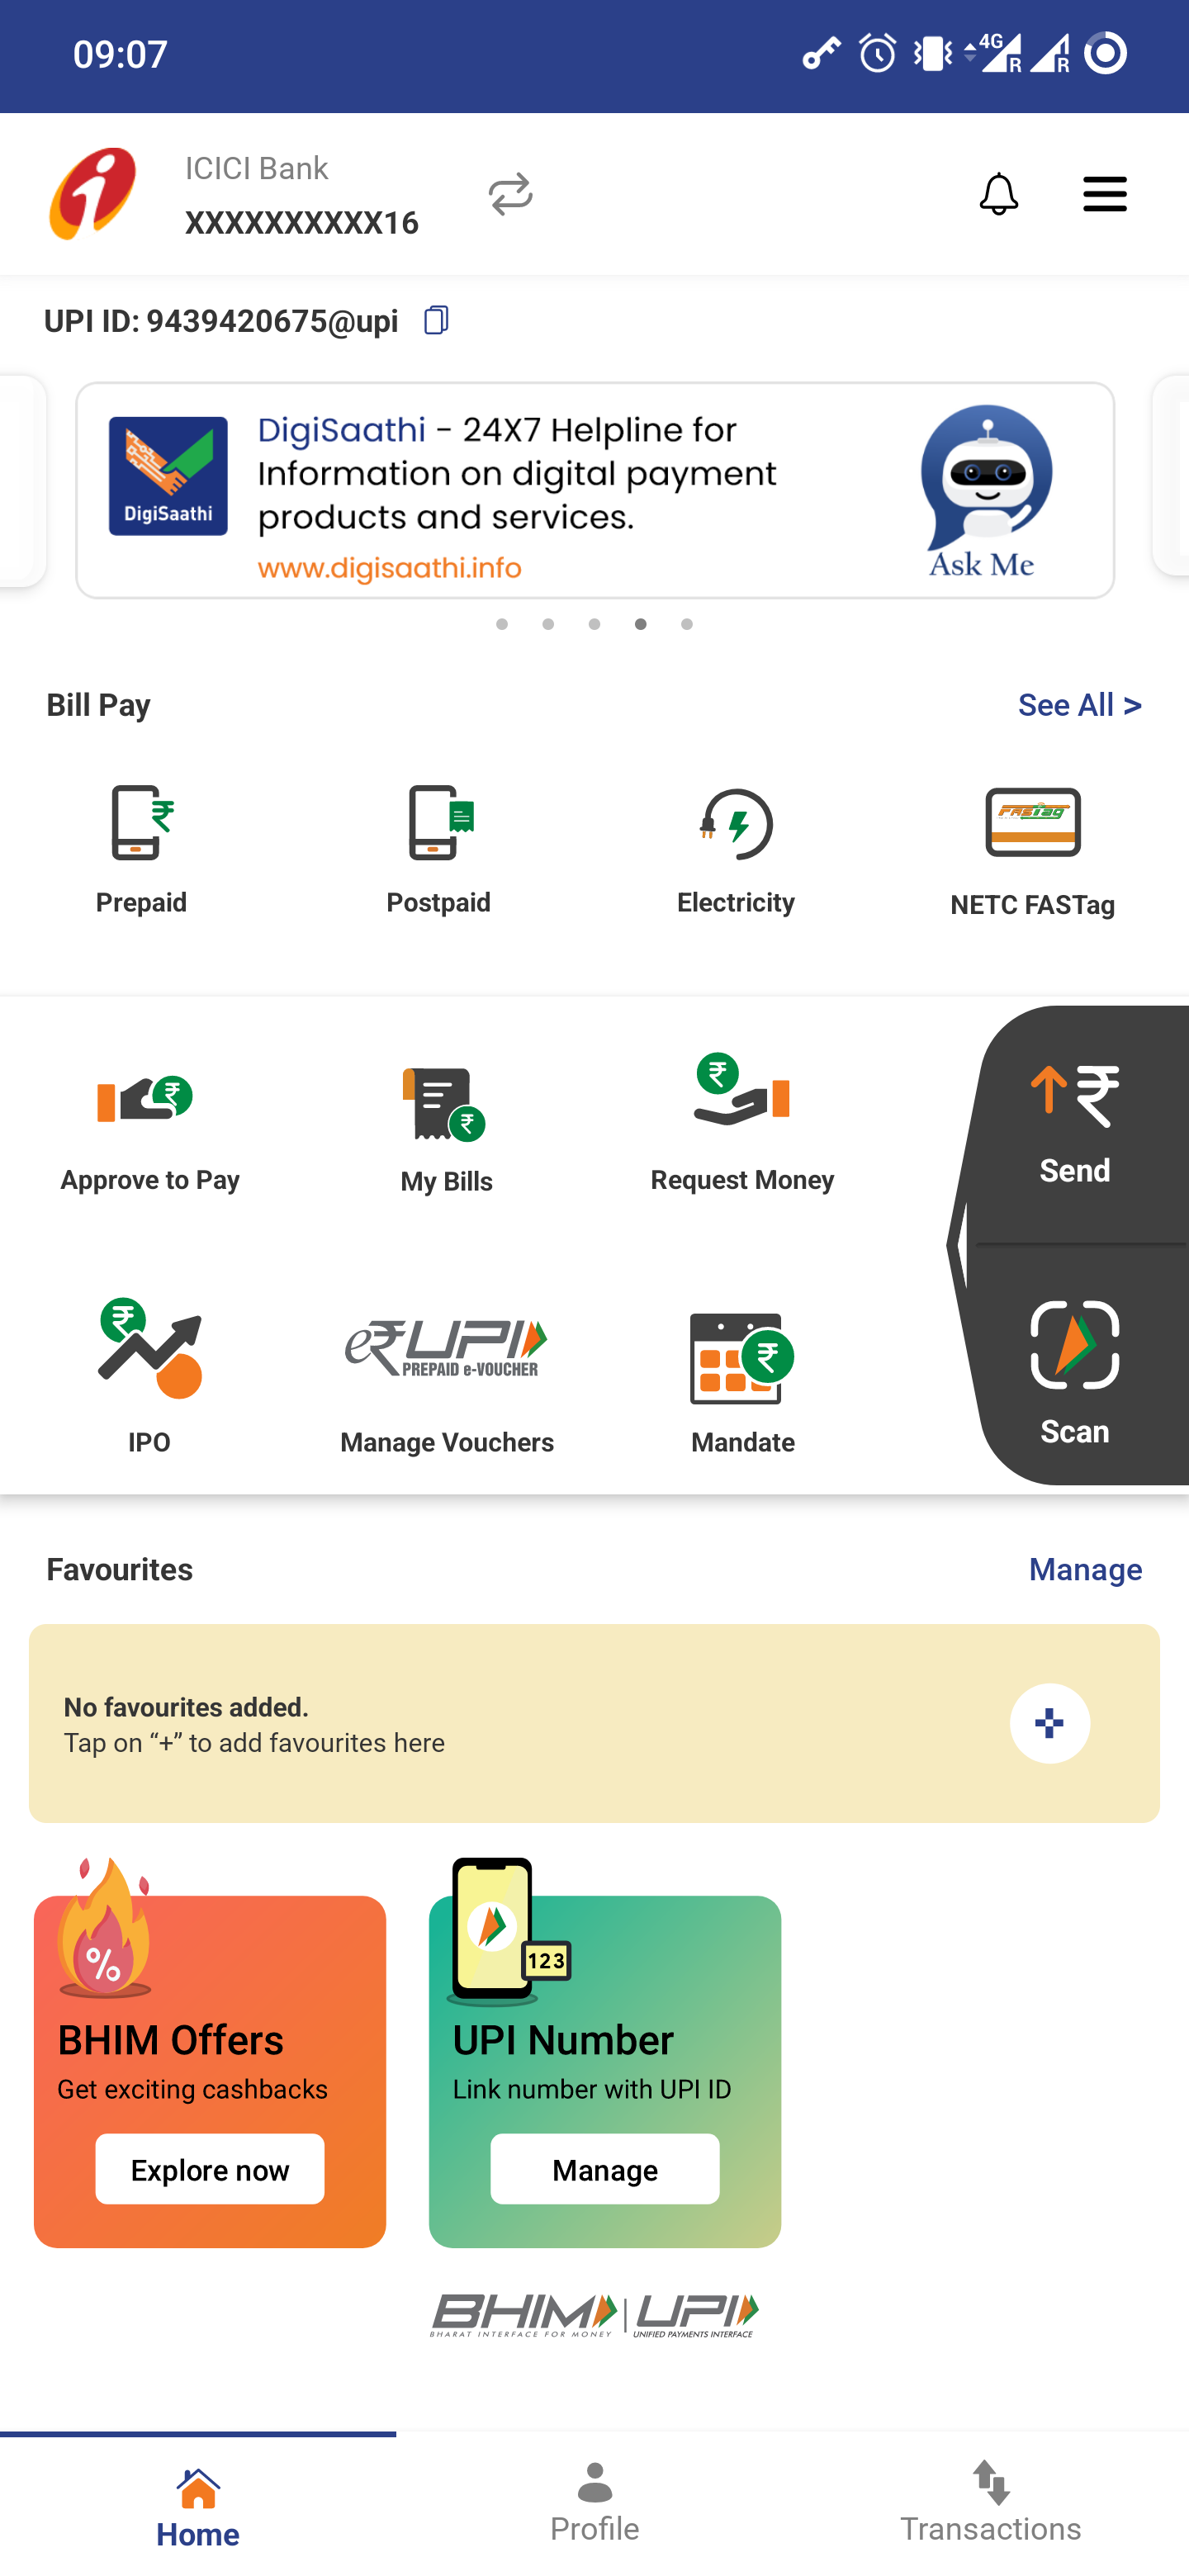 09:07
4G
R
R
ICICI Bank
XXXXXXXXXX16
UPI ID: 9439420675@upi
DigiSaathi - 24X7 Helpline for
Information on digital payment
products and services.
www.digisaathi.info
DigiSaathi
Ask Me
Bill Pay
See All >
₹
FASTag
Prepaid
Postpaid
Electricity
NETC FASTag
₹
₹
₹
₹
Approve to Pay
My Bills
Request Money
Send
₹
e₹UPI
PREPAID e-VOUCHER
₹
IPO
Manage Vouchers
Mandate
Scan
Favourites
Manage
No favourites added.
Tap on “+” to add favourites here
%
123
BHIM Offers
Get exciting cashbacks
Explore now
UPI Number
Link number with UPI ID
Manage
BHIM | UPI
BHARAT INTERFACE FOR MONEY
UNIFIED PAYMENTS INTERFACE
Home
Profile
Transactions